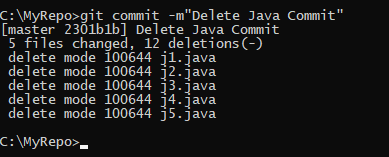 C:\MyRepo>git commit -m"Delete Java Commit"
[master 2301b1b] Delete Java Commit
 5 files changed, 12 deletions(-)
 delete mode 100644 j1.java
 delete mode 100644 j2.java
 delete mode 100644 j3.java
 delete mode 100644 j4.java
 delete mode 100644 j5.java
C:\MyRepo>